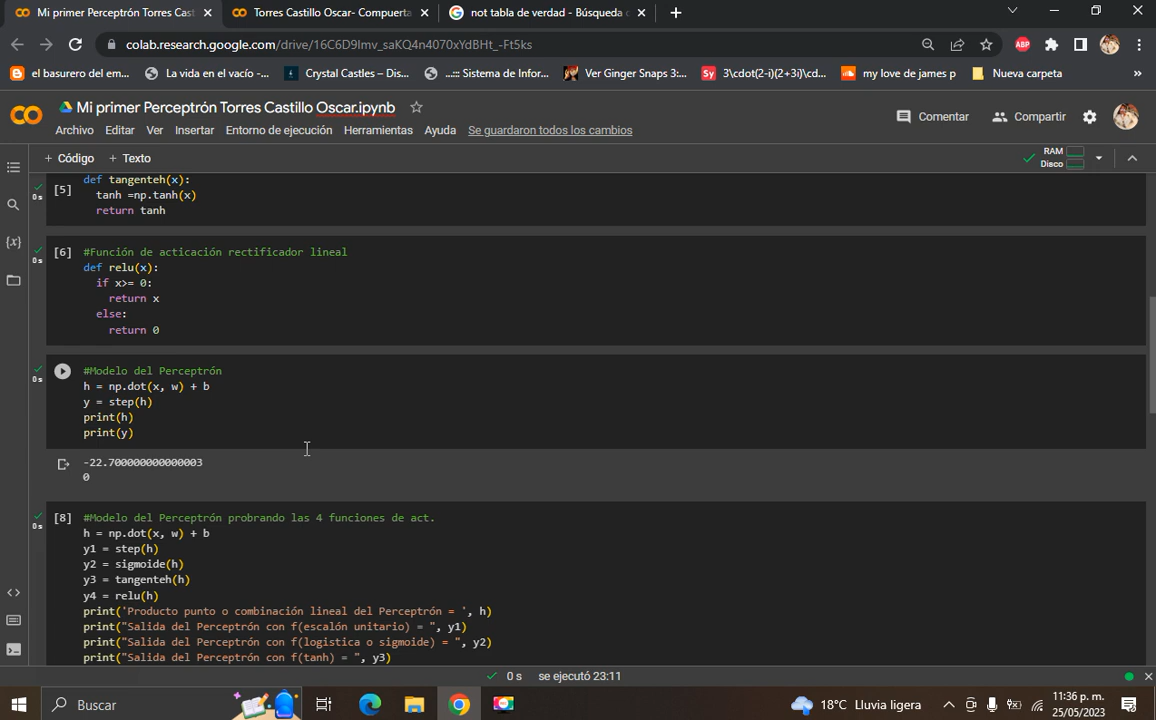 Mi primer Perceptrón Torres Cast
Torres Castillo Oscar- Compuerta
not tabla de verdad - Búsqueda
colab.research.google.com/drive/16C6D9Imv_saKQ4n4070xYdBHt_-Ft5ks
ABP
el basurero del em...
La vida en el vacío -...
Crystal Castles – Dis...
...::: Sistema de Infor...
Ver Ginger Snaps 3:...
Sy
3\cdot(2-i)(2+3i)\cd...
my love de james p
Nueva carpeta
»
Mi primer Perceptrón Torres Castillo Oscar.ipynb
Comentar
Compartir
Archivo Editar Ver Insertar Entorno de ejecución Herramientas Ayuda Se guardaron todos los cambios
+ Código + Texto
RAM
Disco
[5] def tangenteh(x):
0s
tanh =np.tanh(x)
return tanh
[6] #Función de acticación rectificador lineal
0s
def relu(x):
if x>= 0:
return x
else:
return 0
#Modelo del Perceptrón
0s
h = np.dot(x, w) + b
y = step(h)
print(h)
print(y)
-22.700000000000003
0
[8] #Modelo del Perceptrón probrando las 4 funciones de act.
0s
h = np.dot(x, w) + b
y1 = step(h)
y2 = sigmoide(h)
y3 = tangenteh(h)
y4 = relu(h)
print('Producto punto o combinación lineal del Perceptrón = ', h)
print("Salida del Perceptrón con f(escalón unitario) = ", y1)
print("Salida del Perceptrón con f(logistica o sigmoide) = ", y2)
print("Salida del Perceptrón con f(tanh) = ", y3)
{x}
<>
0 s se ejecutó 23:11
Buscar
18°C Lluvia ligera
11:36 p. m.
25/05/2023